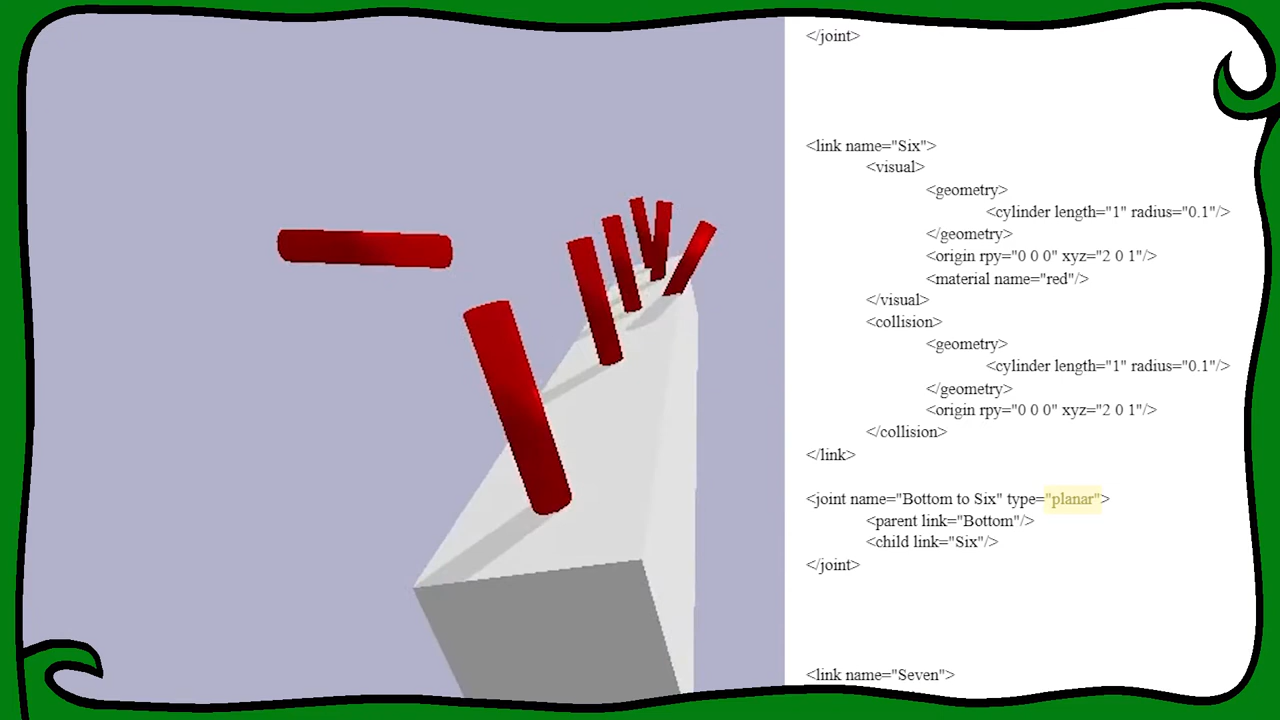 </joint>
<link name="Six">
<visual>
<geometry>
<cylinder length="1" radius="0.1"/>
</geometry>
<origin rpy="0 0 0" xyz="2 0 1"/>
<material name="red"/>
</visual>
<collision>
<geometry>
<cylinder length="1" radius="0.1"/>
</geometry>
<origin rpy="0 0 0" xyz="2 0 1"/>
</collision>
</link>
<joint name="Bottom to Six" type="planar">
<parent link="Bottom"/>
<child link="Six"/>
</joint>
<link name="Seven">